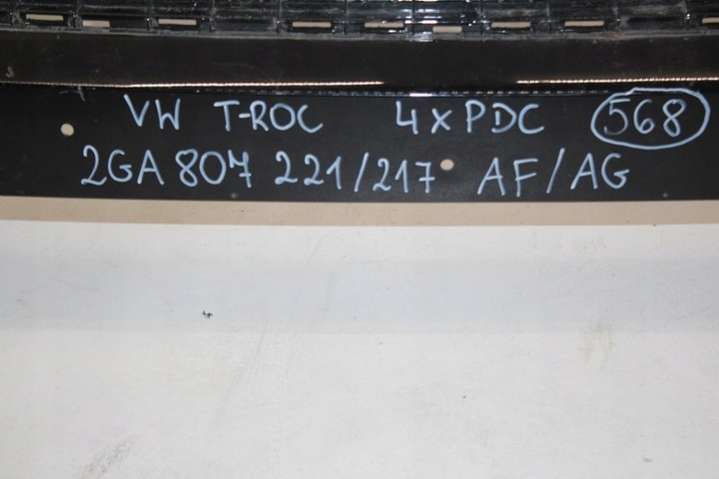 VW T-ROC 4xPDC 568
2GA 807 221/217 AF/AG